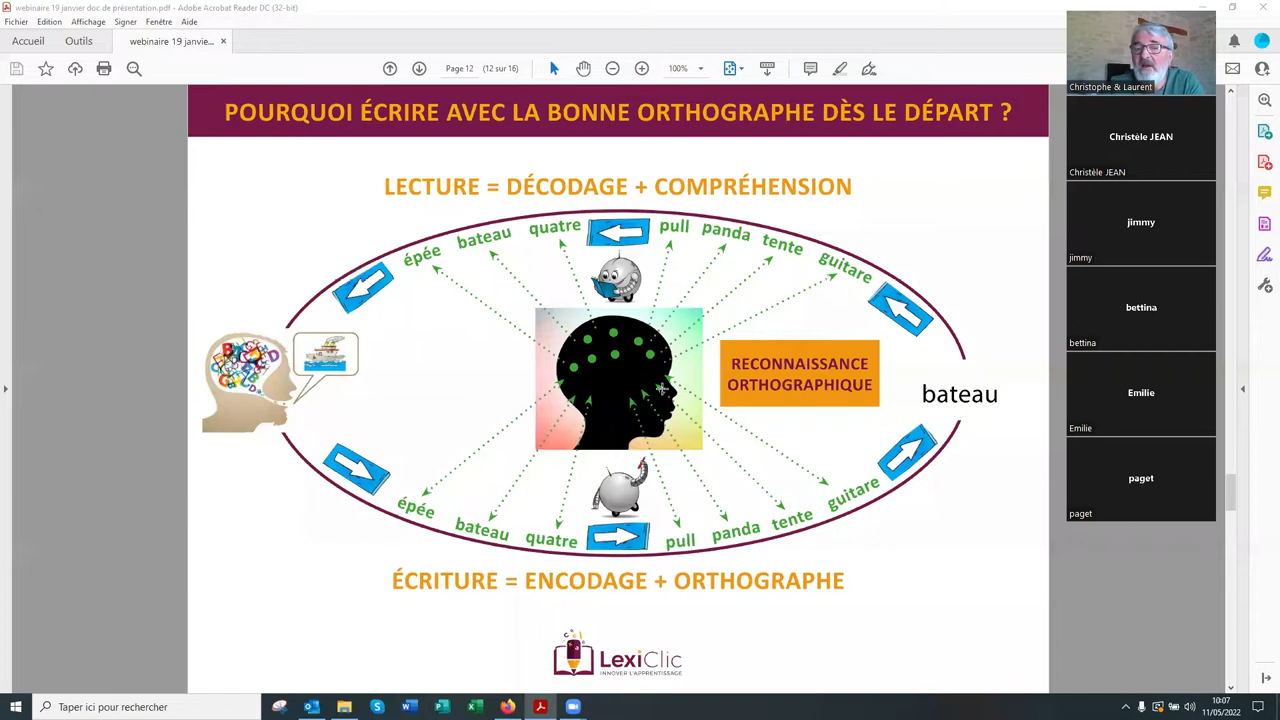 webinaire 19 janvier doc de présentation.pdf - Adobe Acrobat Reader DC (32-bit)
Fichier Edition Affichage Signer Fenêtre Aide
Accueil Outils webinaire 19 janvie... ×
Page 12 (12 sur 16) 100%
POURQUOI ÉCRIRE AVEC LA BONNE ORTHOGRAPHE DÈS LE DÉPART ?
LECTURE = DÉCODAGE + COMPRÉHENSION
épée bateau quatre pull panda tente guitare
RECONNAISSANCE
ORTHOGRAPHIQUE
bateau
épée bateau quatre pull panda tente guitare
ÉCRITURE = ENCODAGE + ORTHOGRAPHE
LexiClic
INNOVER L'APPRENTISSAGE
Christophe & Laurent
Christèle JEAN
Christèle JEAN
jimmy
jimmy
bettina
bettina
Emilie
Emilie
paget
paget
Taper ici pour rechercher
10:07
11/05/2022